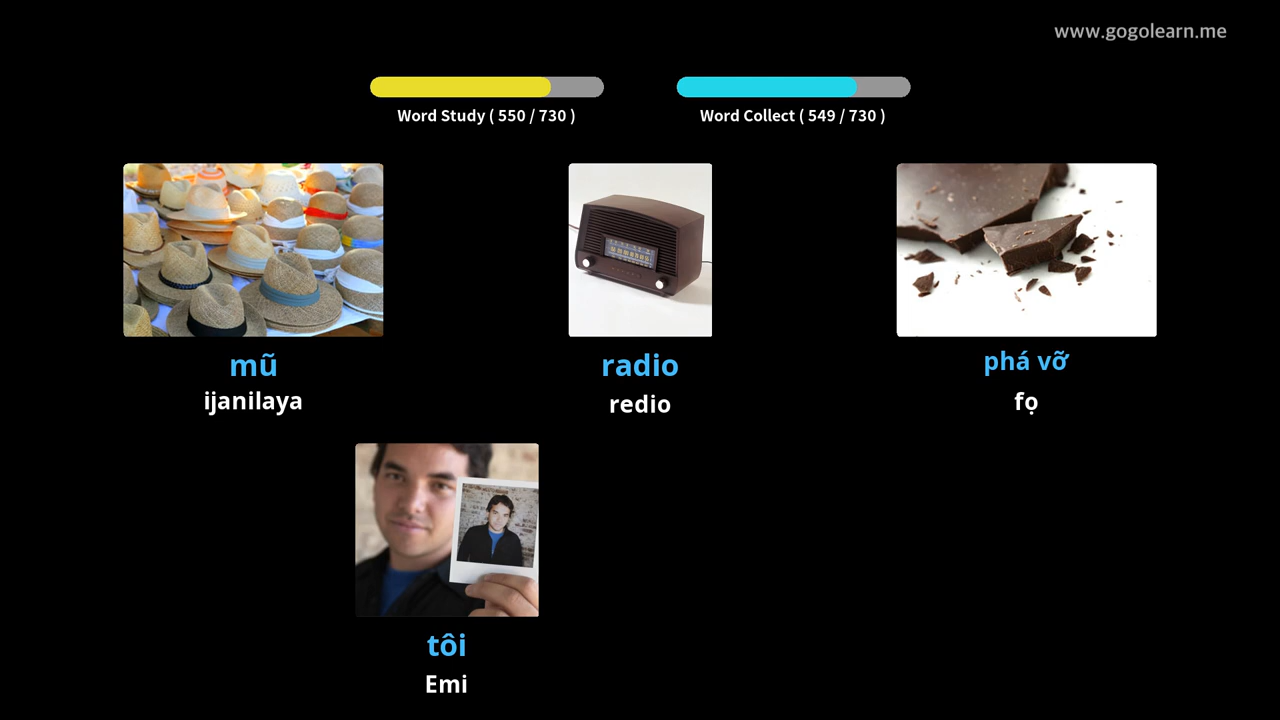 www.gogolearn.me
Word Study ( 550 / 730 )
Word Collect ( 549 / 730 )
mũ
ijanilaya
radio
redio
phá vỡ
fọ
tôi
Emi